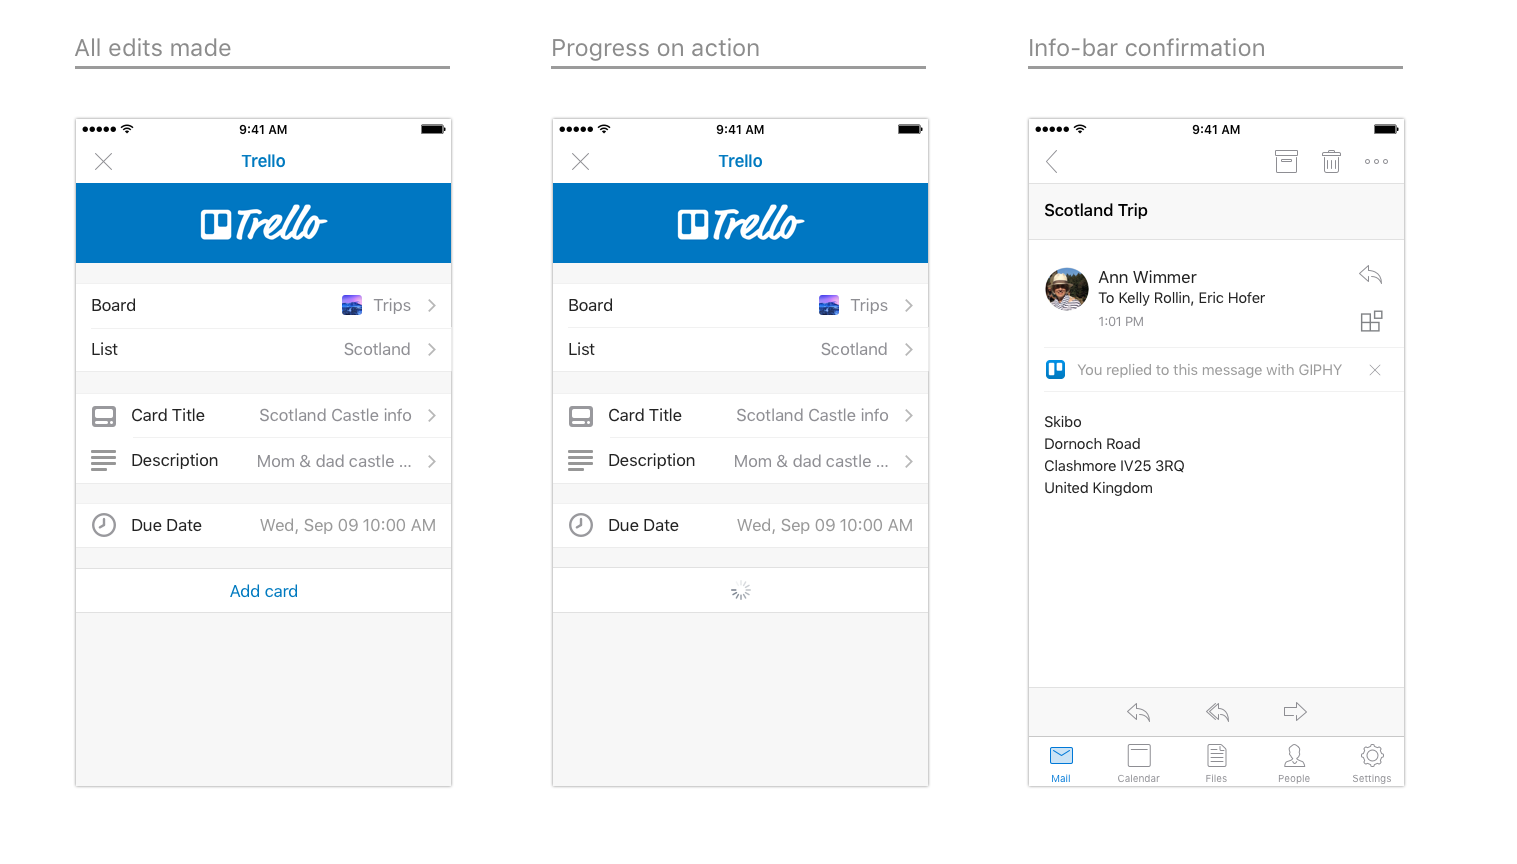 All edits made
Progress on action
Info-bar confirmation
9:41 AM
Trello
Trello
Board
Trips
List
Scotland
Card Title
Scotland Castle info
Description
Mom & dad castle ...
Due Date
Wed, Sep 09 10:00 AM
Add card
9:41 AM
Trello
Trello
Board
Trips
List
Scotland
Card Title
Scotland Castle info
Description
Mom & dad castle ...
Due Date
Wed, Sep 09 10:00 AM
9:41 AM
Scotland Trip
Ann Wimmer
To Kelly Rollin, Eric Hofer
1:01 PM
You replied to this message with GIPHY
Skibo
Dornoch Road
Clashmore IV25 3RQ
United Kingdom
Mail
Calendar
Files
People
Settings